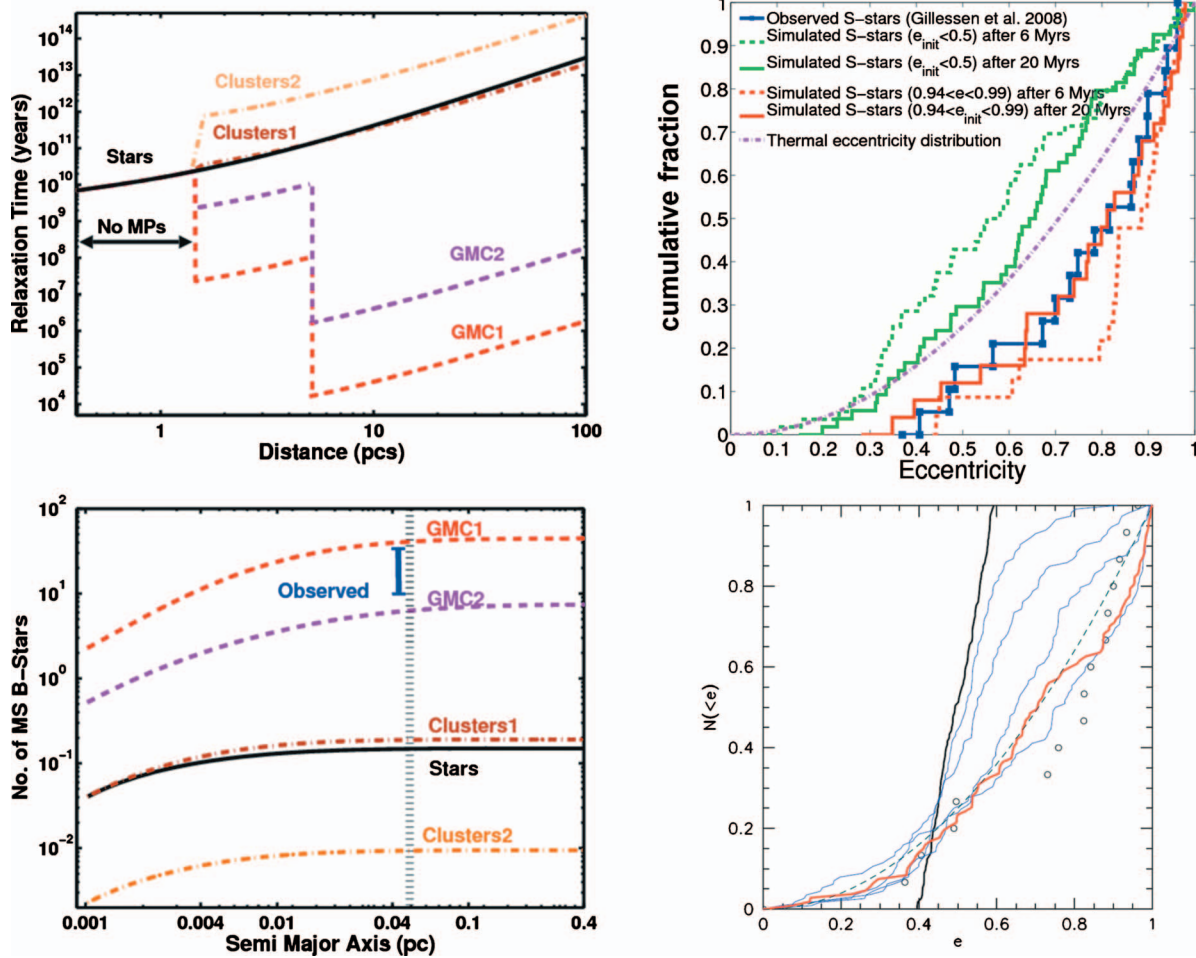 10^14
10^13
10^12
10^11
10^10
10^9
10^8
10^7
10^6
10^5
10^4
Relaxation Time (years)
Clusters2
Clusters1
Stars
No MPs
GMC2
GMC1
1
10
100
Distance (pcs)
1
0.9
0.8
0.7
0.6
0.5
0.4
0.3
0.2
0.1
0
cumulative fraction
Observed S-stars (Gillessen et al. 2008)
Simulated S-stars (e_init<0.5) after 6 Myrs
Simulated S-stars (e_init<0.5) after 20 Myrs
Simulated S-stars (0.94<e<0.99) after 6 Myrs
Simulated S-stars (0.94<e_init<0.99) after 20 Myrs
Thermal eccentricity distribution
0
0.1
0.2
0.3
0.4
0.5
0.6
0.7
0.8
0.9
1
Eccentricity
10^2
10^1
10^0
10^-1
10^-2
No. of MS B-Stars
GMC1
Observed
GMC2
Clusters1
Stars
Clusters2
0.001
0.004
0.01
0.04
0.1
0.4
Semi Major Axis (pc)
1
0.8
0.6
0.4
0.2
0
N(<e)
0
0.2
0.4
0.6
0.8
1
e